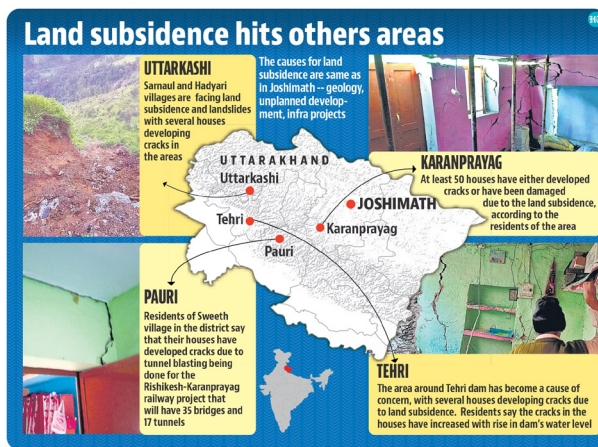 Land subsidence hits others areas
UTTARKASHI
Sarnaul and Hadyari
villages are facing land
subsidence and landslides
with several houses
developing
cracks in
the areas
The causes for land
subsidence are same as
in Joshimath -- geology,
unplanned develop-
ment, infra projects
KARANPRAYAG
At least 50 houses have either developed
cracks or have been damaged
due to the land subsidence,
according to the
residents of the area
UTTARAKHAND
Uttarkashi
JOSHIMATH
Tehri
Karanprayag
Pauri
PAURI
Residents of Sweeth
village in the district say
that their houses have
developed cracks due to
tunnel blasting being
done for the
Rishikesh-Karanprayag
railway project that
will have 35 bridges and
17 tunnels
TEHRI
The area around Tehri dam has become a cause of
concern, with several houses developing cracks due
to land subsidence. Residents say the cracks in the
houses have increased with rise in dam's water level